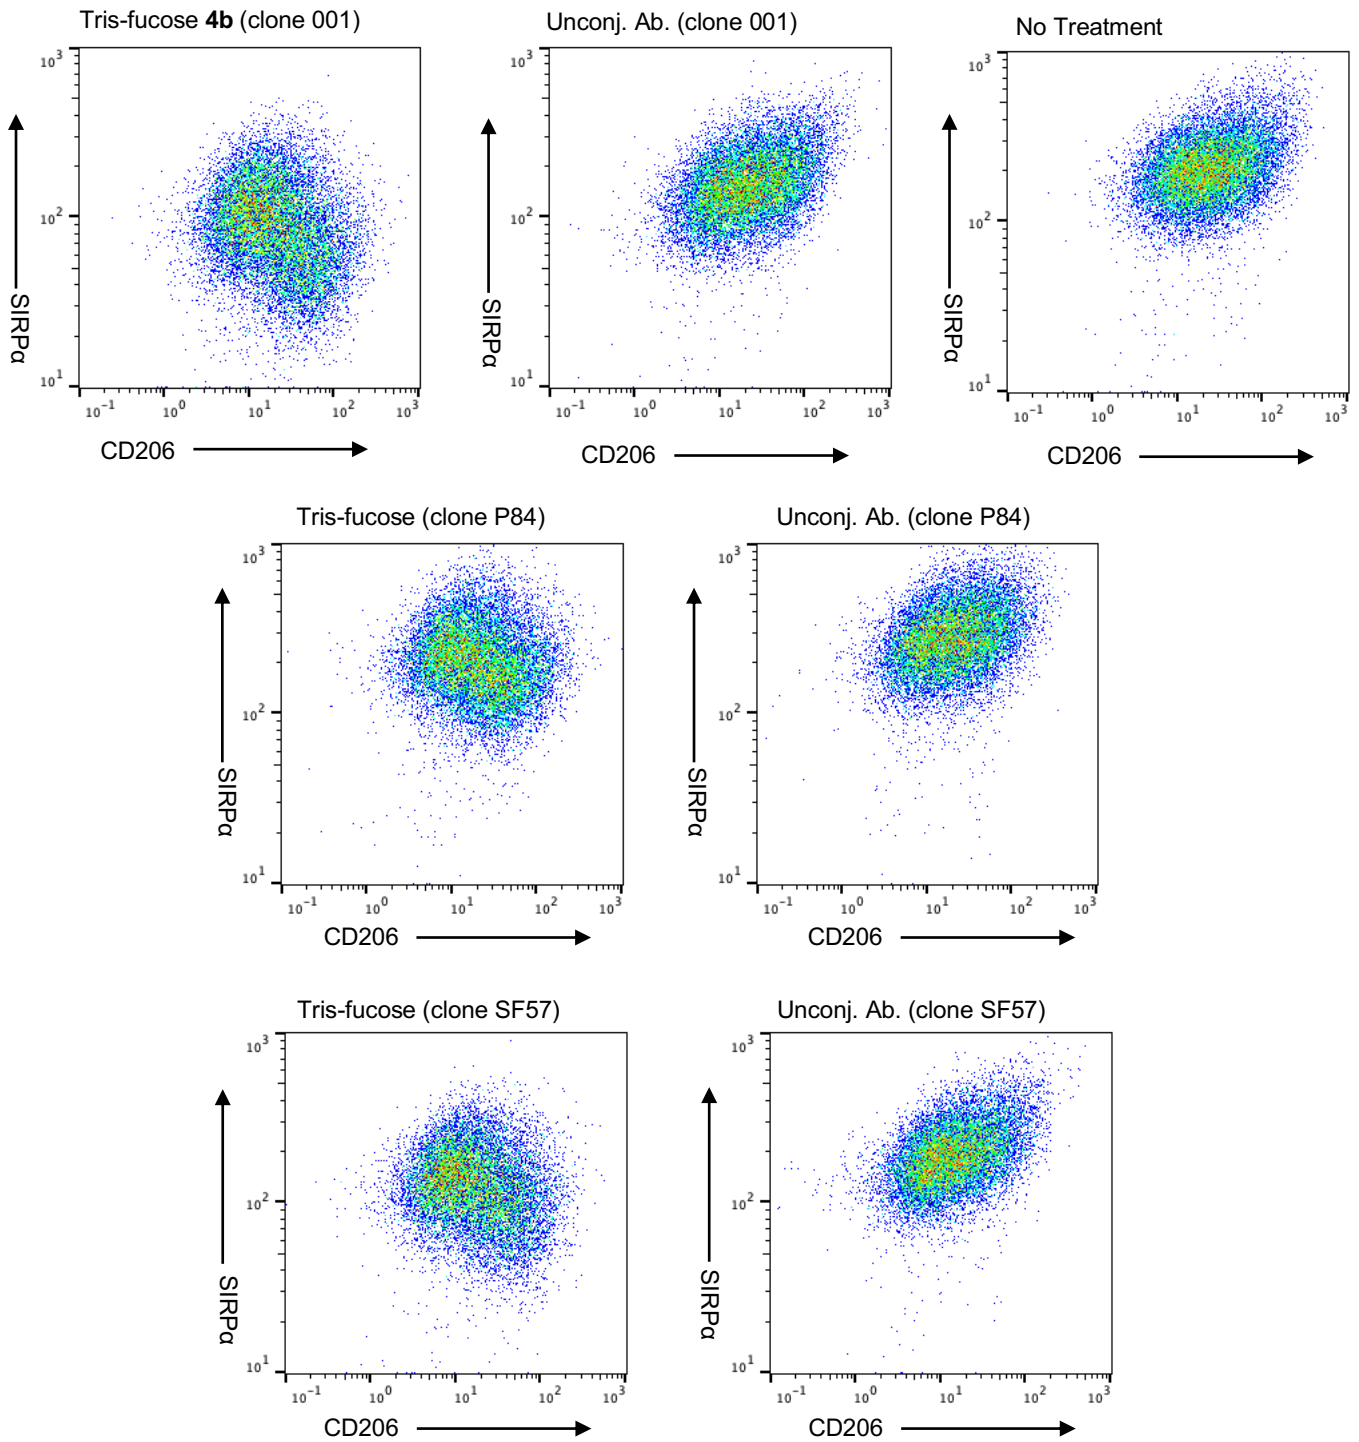 Tris-fucose 4b (clone 001)
Unconj. Ab. (clone 001)
No Treatment
10³
10²
10¹
SIRPα
10⁻¹ 10⁰ 10¹ 10² 10³
CD206
10³
10²
10¹
SIRPα
10⁻¹ 10⁰ 10¹ 10² 10³
CD206
10³
10²
10¹
SIRPα
10⁻¹ 10⁰ 10¹ 10² 10³
CD206
Tris-fucose (clone P84)
Unconj. Ab. (clone P84)
10³
10²
10¹
SIRPα
10⁻¹ 10⁰ 10¹ 10² 10³
CD206
10³
10²
10¹
SIRPα
10⁻¹ 10⁰ 10¹ 10² 10³
CD206
Tris-fucose (clone SF57)
Unconj. Ab. (clone SF57)
10³
10²
10¹
SIRPα
10⁻¹ 10⁰ 10¹ 10² 10³
CD206
10³
10²
10¹
SIRPα
10⁻¹ 10⁰ 10¹ 10² 10³
CD206